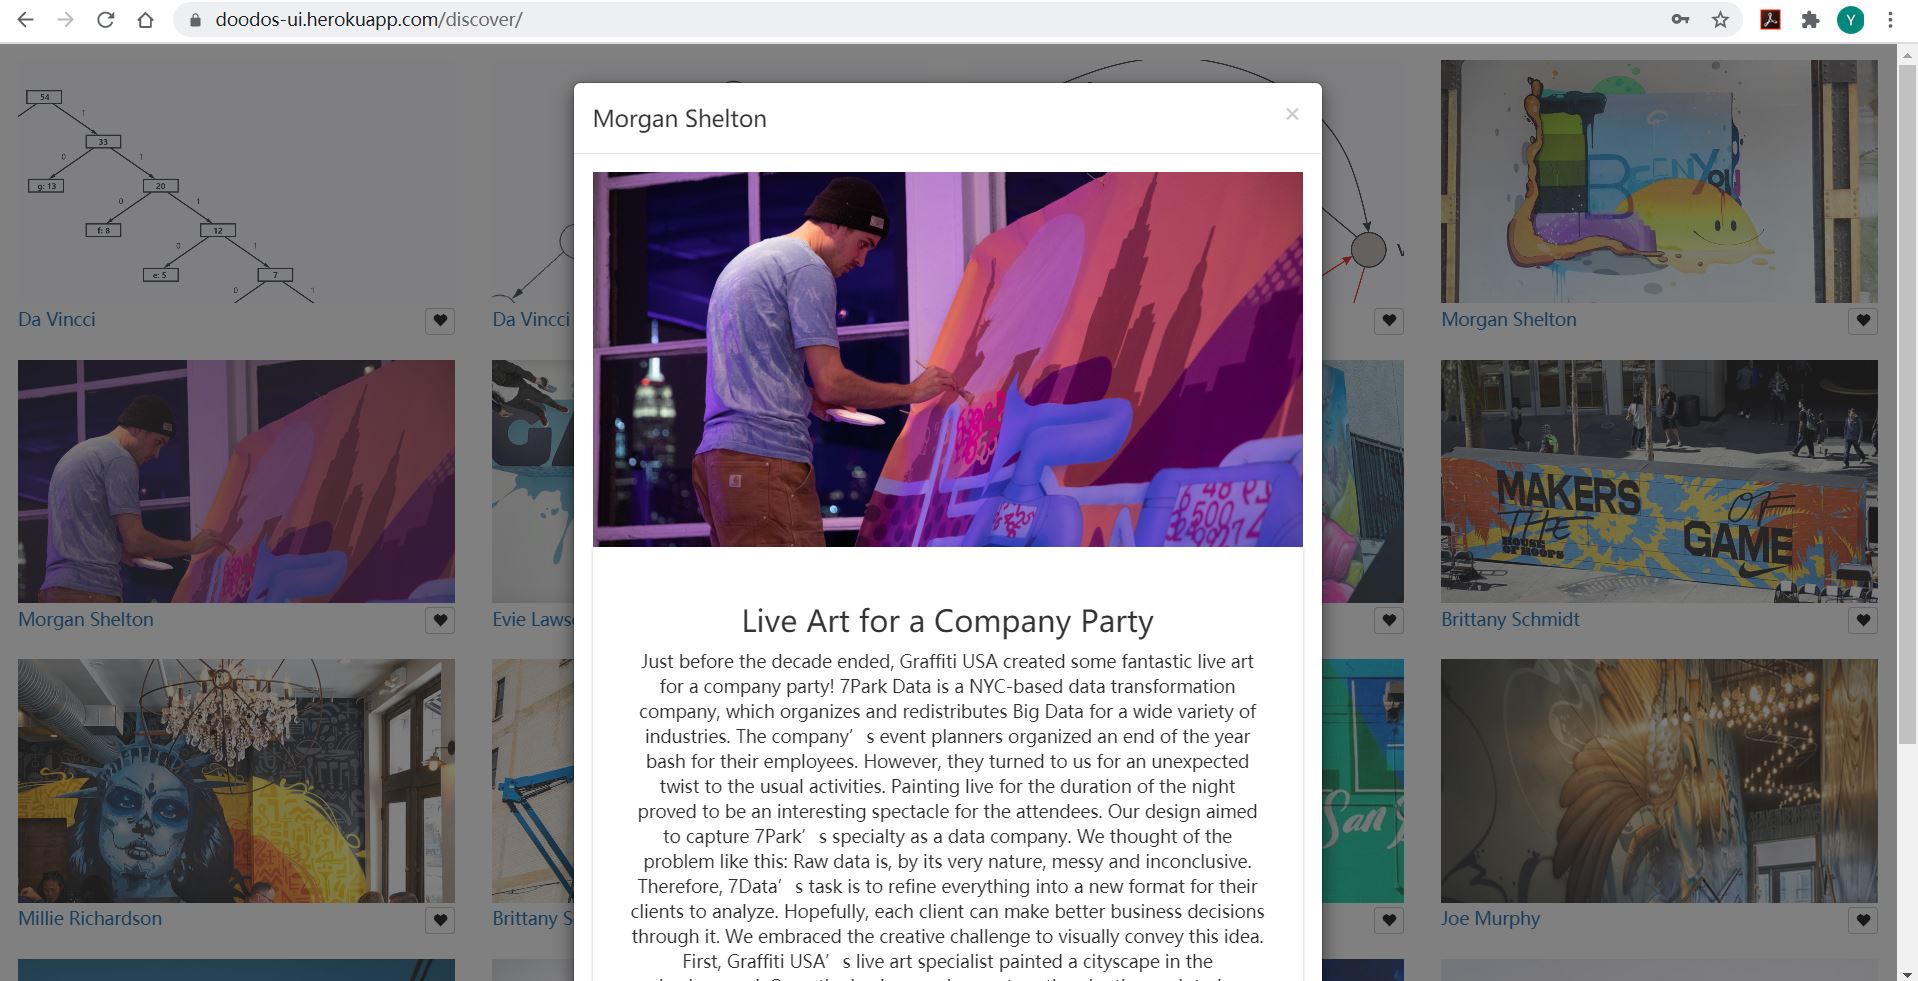 doodos-ui.herokuapp.com/discover/
Y
54
1
33
0
1
g: 13
20
0
1
f: 8
12
0
1
e: 5
7
0
1
Da Vincci
Da Vincci
V
BEEN YOU
Morgan Shelton
Morgan Shelton
×
Morgan Shelton
Evie Laws
MAKERS
THE
OF
GAME
HOUSE
OF HOOPS
Brittany Schmidt
Live Art for a Company Party
Just before the decade ended, Graffiti USA created some fantastic live art
for a company party! 7Park Data is a NYC-based data transformation
company, which organizes and redistributes Big Data for a wide variety of
industries. The company’s event planners organized an end of the year
bash for their employees. However, they turned to us for an unexpected
twist to the usual activities. Painting live for the duration of the night
proved to be an interesting spectacle for the attendees. Our design aimed
to capture 7Park’s specialty as a data company. We thought of the
problem like this: Raw data is, by its very nature, messy and inconclusive.
Therefore, 7Data’s task is to refine everything into a new format for their
clients to analyze. Hopefully, each client can make better business decisions
through it. We embraced the creative challenge to visually convey this idea.
First, Graffiti USA’s live art specialist painted a cityscape in the
Millie Richardson
Brittany S
San
Joe Murphy